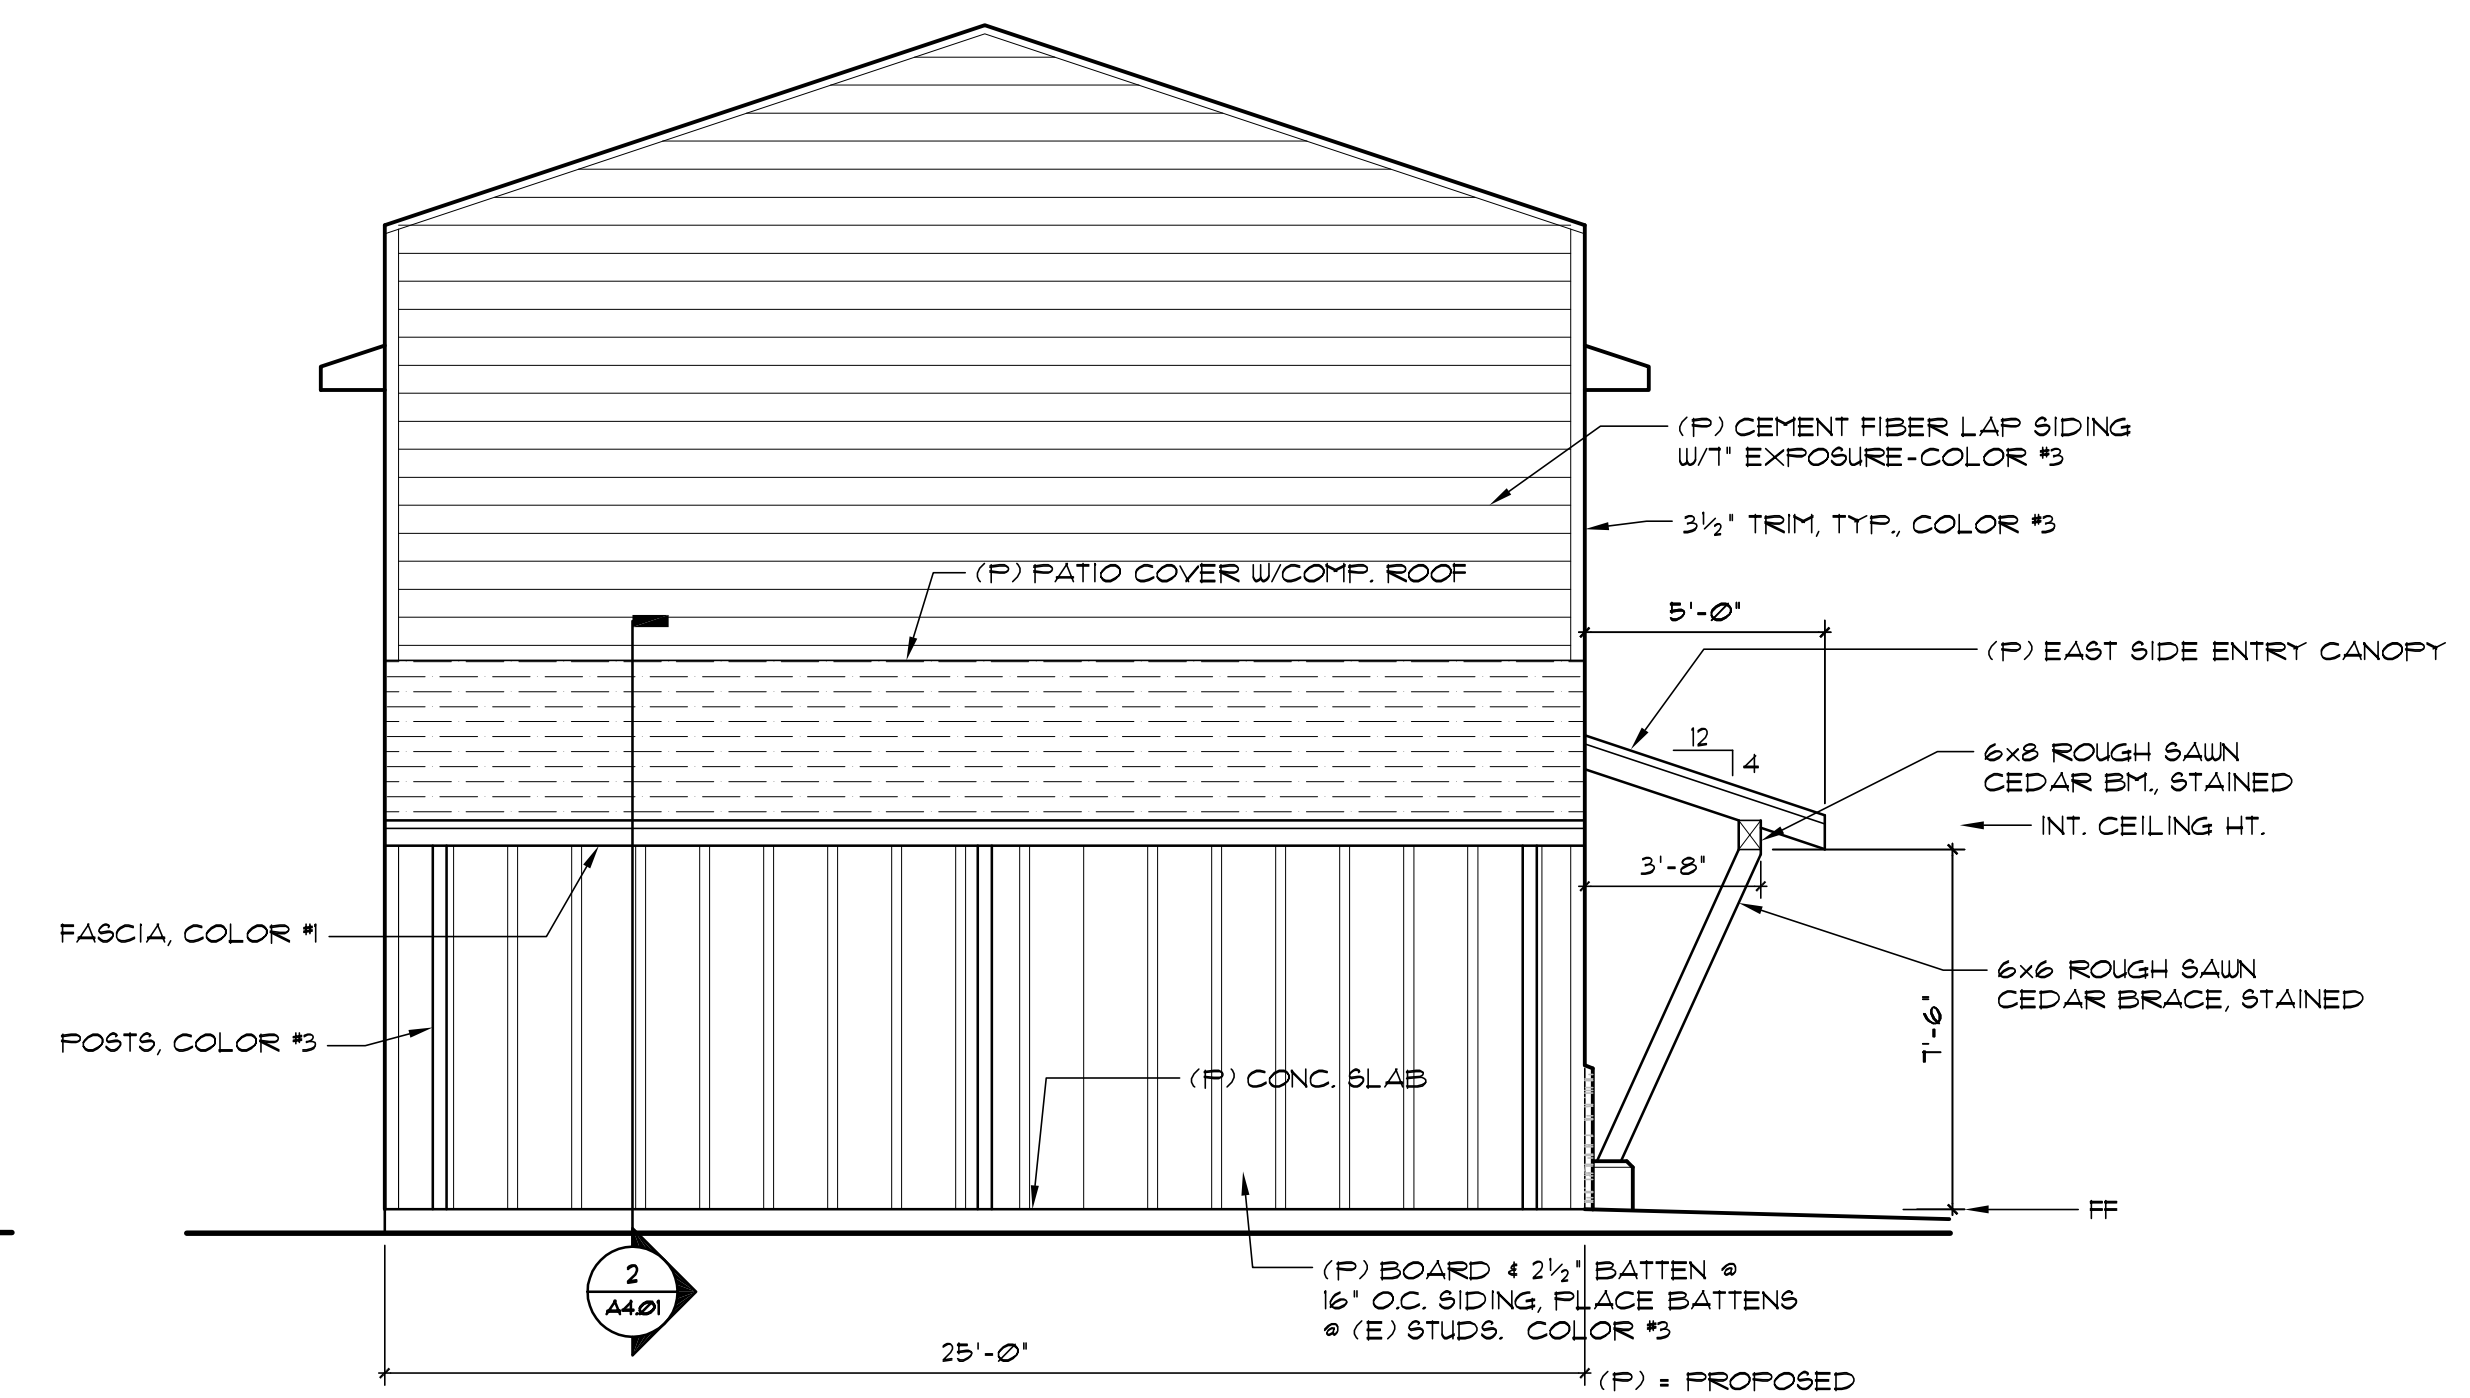 (P) CEMENT FIBER LAP SIDING
W/7" EXPOSURE-COLOR #3
3½" TRIM, TYP., COLOR #3
(P) PATIO COVER W/COMP. ROOF
5'-0"
(P) EAST SIDE ENTRY CANOPY
12
4
6x8 ROUGH SAWN
CEDAR BM., STAINED
INT. CEILING HT.
3'-8"
FASCIA, COLOR #1
6x6 ROUGH SAWN
CEDAR BRACE, STAINED
7'-6"
POSTS, COLOR #3
(P) CONC. SLAB
FF
2
A4.01
(P) BOARD & 2½" BATTEN @
16" O.C. SIDING, PLACE BATTENS
@ (E) STUDS. COLOR #3
25'-0"
(P) = PROPOSED